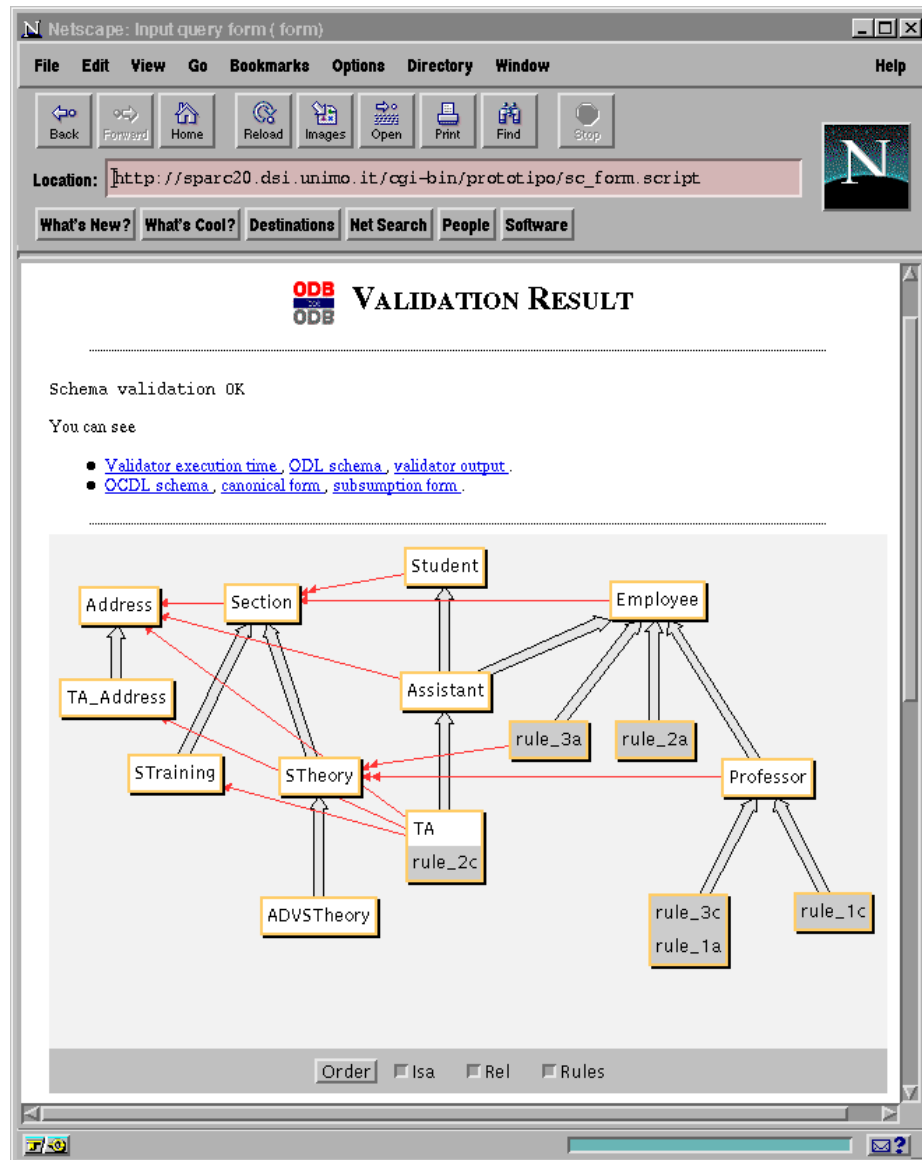 N Netscape: Input query form ( form)
File Edit View Go Bookmarks Options Directory Window Help
Back Forward Home Reload Images Open Print Find Stop
N
Location: http://sparc20.dsi.unimo.it/cgi-bin/prototipo/sc_form.script
What's New? What's Cool? Destinations Net Search People Software
ODB
ODB
VALIDATION RESULT
Schema validation OK
You can see
Validator execution time , ODL schema , validator output .
OCDL schema , canonical form , subsumption form .
Student
Address Section Employee
TA_Address Assistant
rule_3a rule_2a
STraining STheory Professor
TA
rule_2c
ADVSTheory rule_3c rule_1c
rule_1a
Order Isa Rel Rules
?